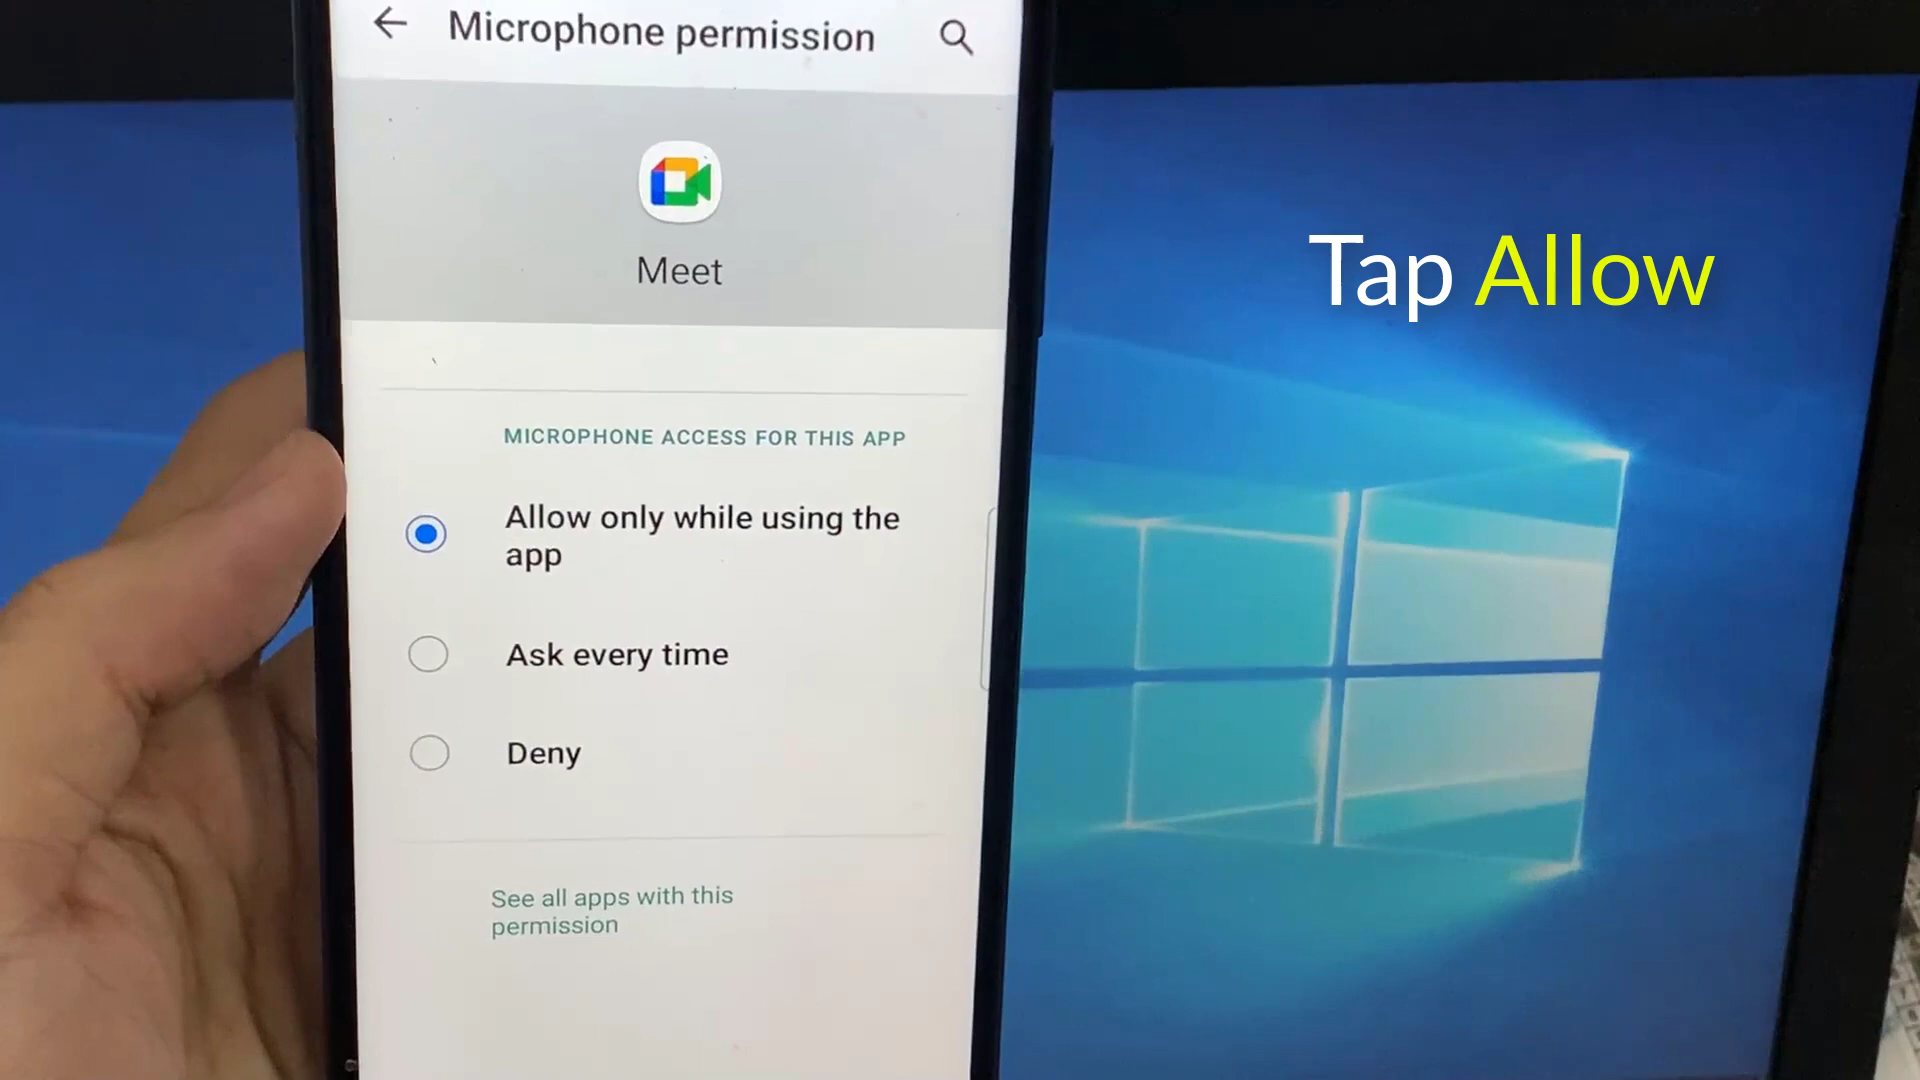 Microphone permission
Meet
MICROPHONE ACCESS FOR THIS APP
Allow only while using the
app
Ask every time
Deny
See all apps with this
permission
Tap Allow